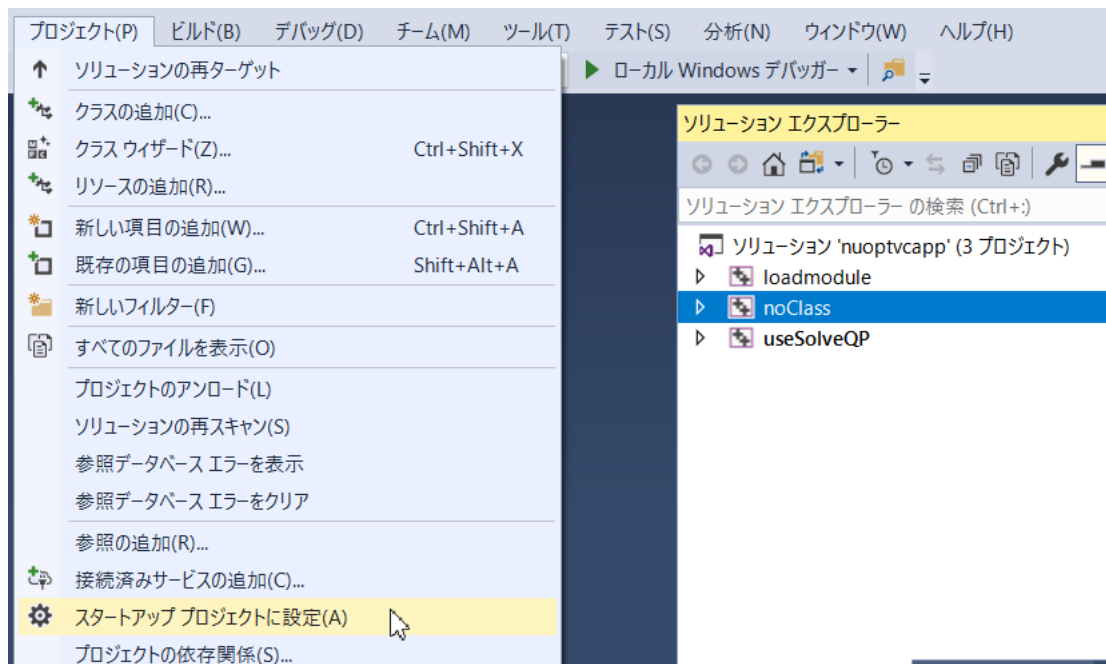 プロジェクト(P) ビルド(B) デバッグ(D) チーム(M) ツール(T) テスト(S) 分析(N) ウィンドウ(W) ヘルプ(H)
ローカル Windows デバッガー
ソリューションの再ターゲット
クラスの追加(C)...
クラス ウィザード(Z)... Ctrl+Shift+X
リソースの追加(R)...
新しい項目の追加(W)... Ctrl+Shift+A
既存の項目の追加(G)... Shift+Alt+A
新しいフィルター(F)
すべてのファイルを表示(O)
プロジェクトのアンロード(L)
ソリューションの再スキャン(S)
参照データベース エラーを表示
参照データベース エラーをクリア
参照の追加(R)...
接続済みサービスの追加(C)...
スタートアップ プロジェクトに設定(A)
プロジェクトの依存関係(S)...
ソリューション エクスプローラー
ソリューション エクスプローラー の検索 (Ctrl+:)
ソリューション 'nuoptvcapp' (3 プロジェクト)
loadmodule
noClass
useSolveQP